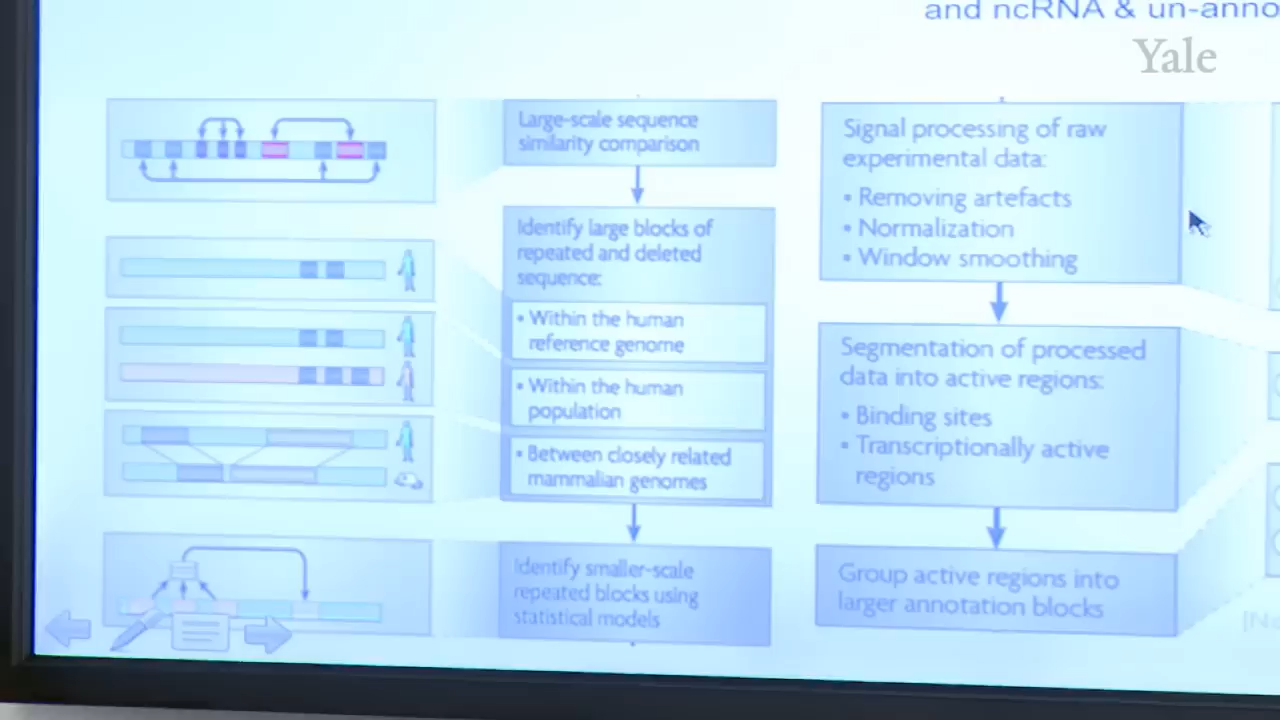 and ncRNA & un-anno
Yale
Large-scale sequence
similarity comparison
Identify large blocks of
repeated and deleted
sequence:
• Within the human
reference genome
• Within the human
population
• Between closely related
mammalian genomes
Identify smaller-scale
repeated blocks using
statistical models
Signal processing of raw
experimental data:
• Removing artefacts
• Normalization
• Window smoothing
Segmentation of processed
data into active regions:
• Binding sites
• Transcriptionally active
regions
Group active regions into
larger annotation blocks